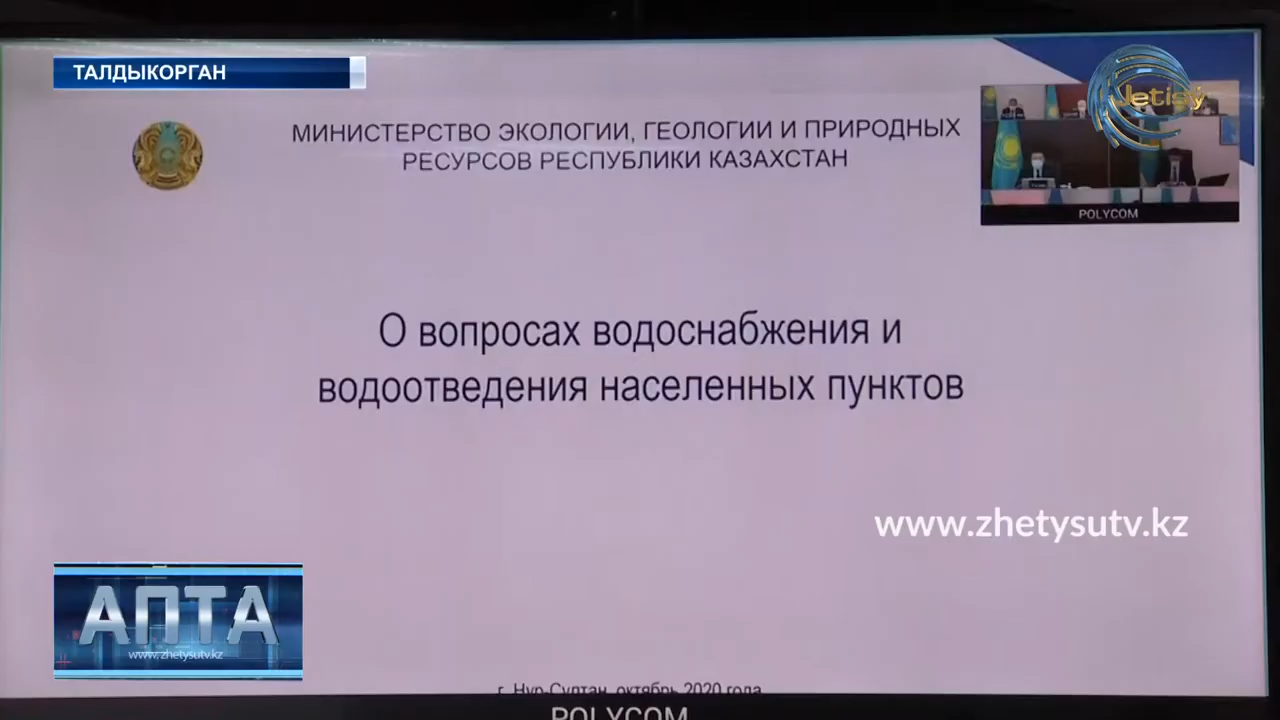 ТАЛДЫКОРГАН
Jetisý
МИНИСТЕРСТВО ЭКОЛОГИИ, ГЕОЛОГИИ И ПРИРОДНЫХ
РЕСУРСОВ РЕСПУБЛИКИ КАЗАХСТАН
POLYCOM
О вопросах водоснабжения и
водоотведения населенных пунктов
www.zhetysutv.kz
АПТА
www.zhetysutv.kz
г. Нур-Султан, октябрь 2020 года
POLYCOM